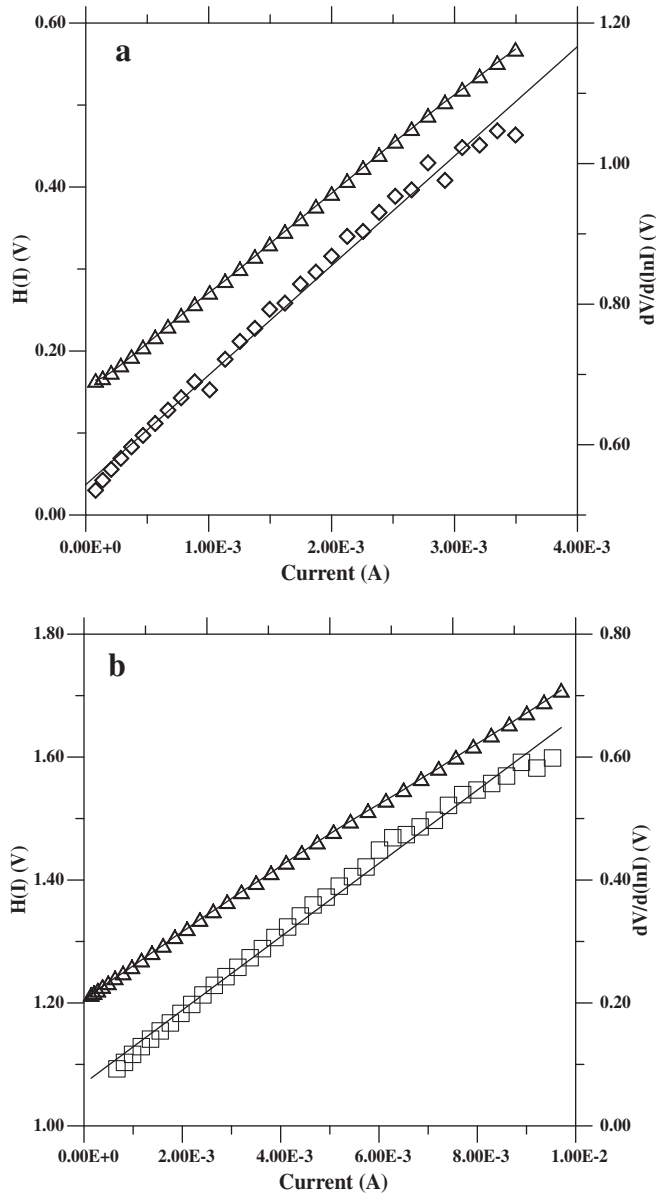 a
0.60
0.40
0.20
0.00
H(I) (V)
1.20
1.00
0.80
0.60
dV/d(lnI) (V)
0.00E+0 1.00E-3 2.00E-3 3.00E-3 4.00E-3
Current (A)
b
1.80
1.60
1.40
1.20
1.00
H(I) (V)
0.80
0.60
0.40
0.20
0.00
dV/d(lnI) (V)
0.00E+0 2.00E-3 4.00E-3 6.00E-3 8.00E-3 1.00E-2
Current (A)